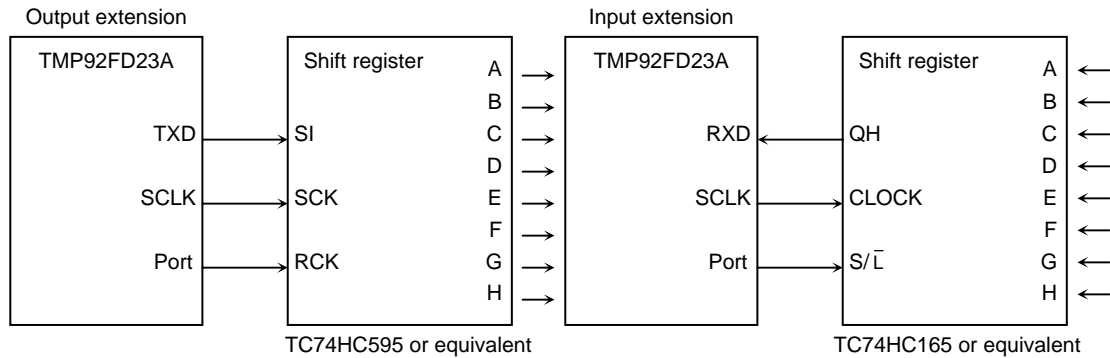 Output extension
TMP92FD23A
TXD
SCLK
Port
Shift register
SI
SCK
RCK
A
B
C
D
E
F
G
H
TC74HC595 or equivalent
Input extension
TMP92FD23A
RXD
SCLK
Port
Shift register
QH
CLOCK
S/L̅
A
B
C
D
E
F
G
H
TC74HC165 or equivalent